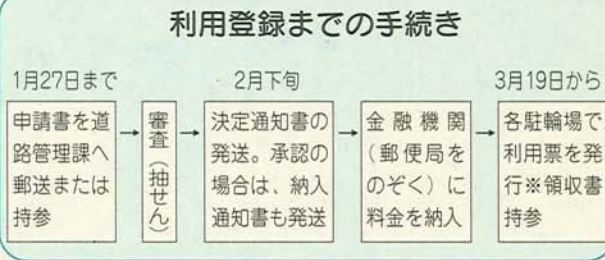 利用登録までの手続き
1月27日まで
申請書を道
路管理課へ
郵送または
持参
→
審査（抽せん）
→
2月下旬
決定通知書の
発送。承認の
場合は、納入
通知書も発送
→
金融機関
（郵便局を
のぞく）に
料金を納入
→
3月19日から
各駐輪場で
利用票を発
行※領収書
持参